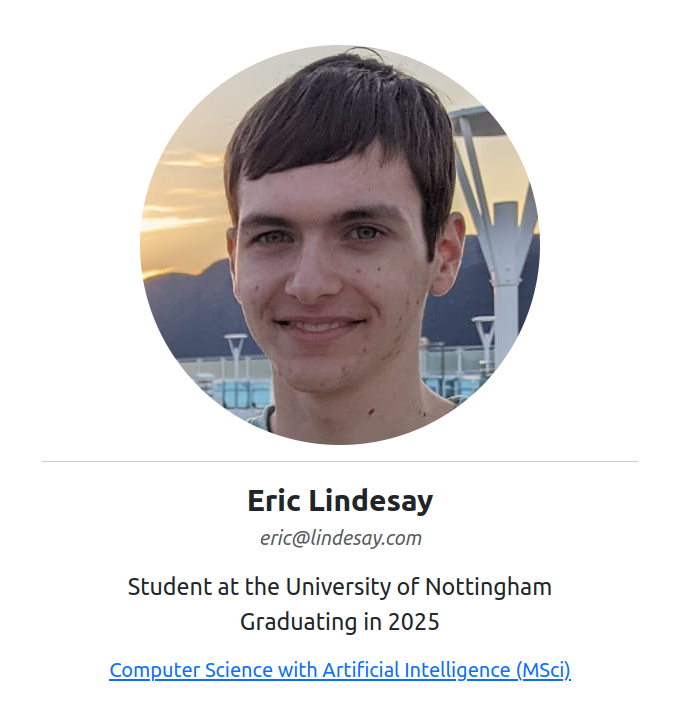 Eric Lindesay
eric@lindesay.com
Student at the University of Nottingham
Graduating in 2025
Computer Science with Artificial Intelligence (MSci)